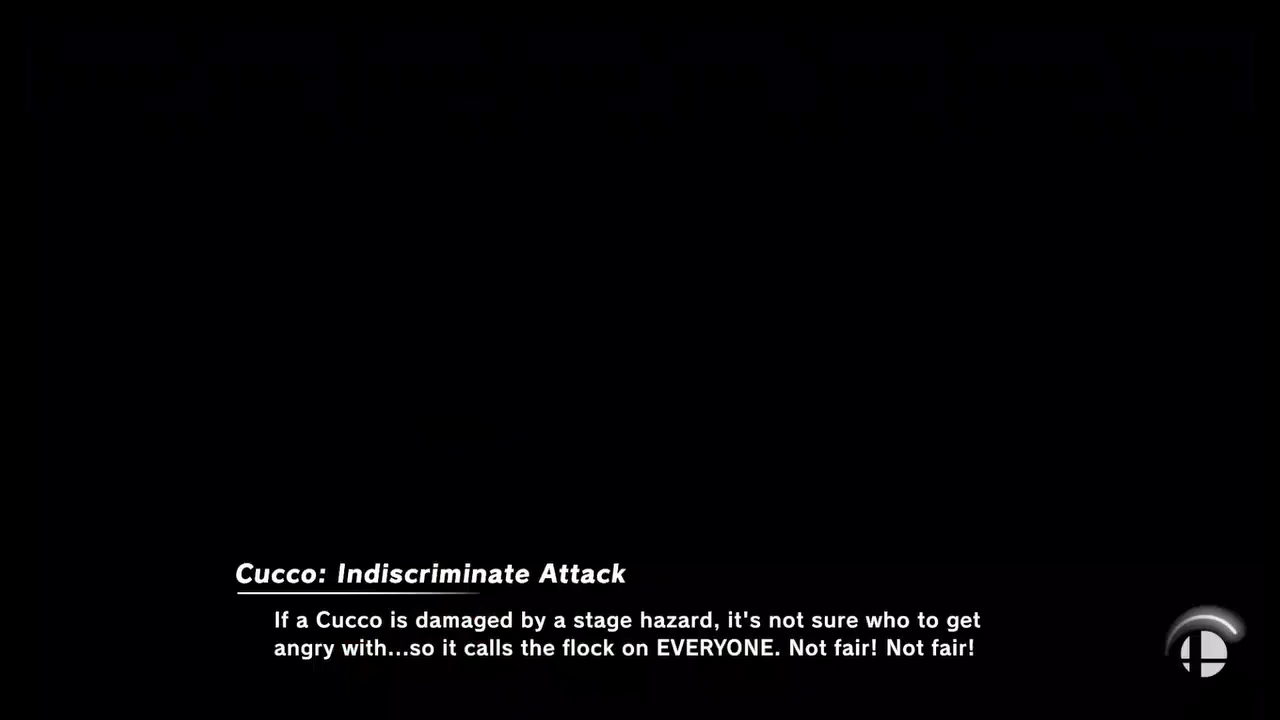 Cucco: Indiscriminate Attack
If a Cucco is damaged by a stage hazard, it's not sure who to get
angry with...so it calls the flock on EVERYONE. Not fair! Not fair!